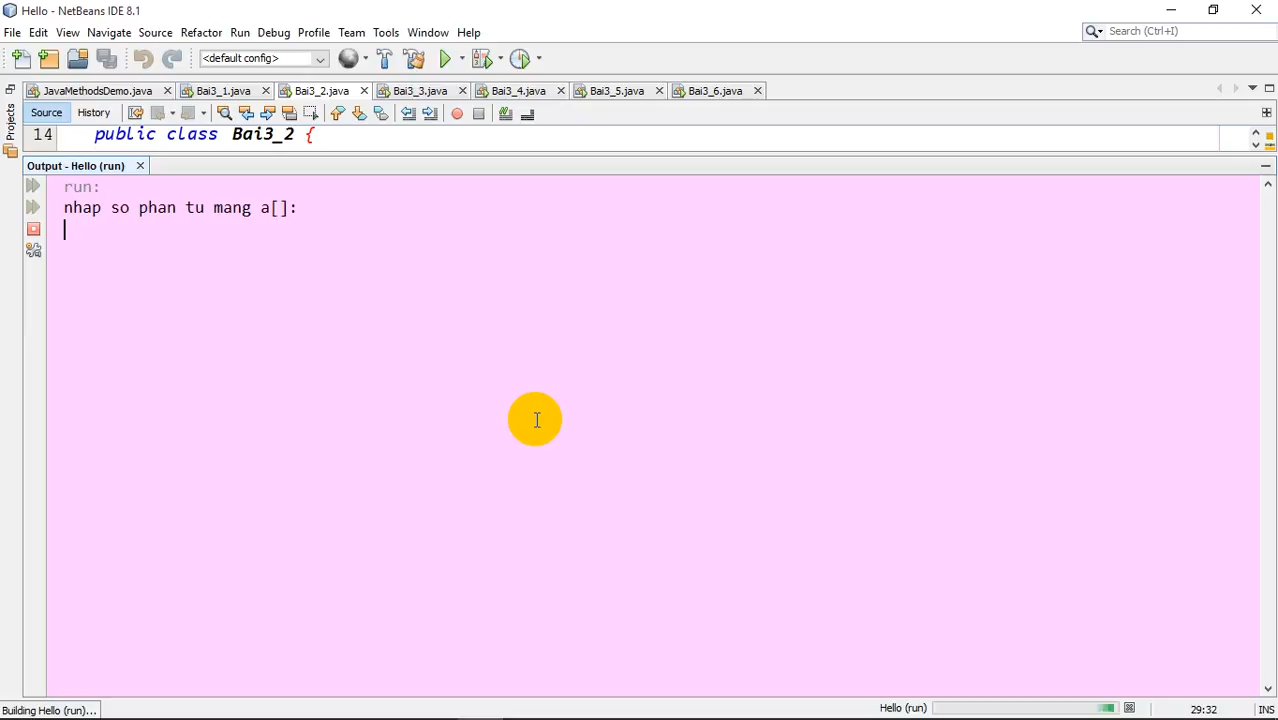 Hello - NetBeans IDE 8.1
File Edit View Navigate Source Refactor Run Debug Profile Team Tools Window Help
Search (Ctrl+I)
<default config>
JavaMethodsDemo.java Bai3_1.java Bai3_2.java Bai3_3.java Bai3_4.java Bai3_5.java Bai3_6.java
Projects
Source History
14 public class Bai3_2 {
Output - Hello (run)
run:
nhap so phan tu mang a[]:
Building Hello (run)...
Hello (run)
29:32
INS